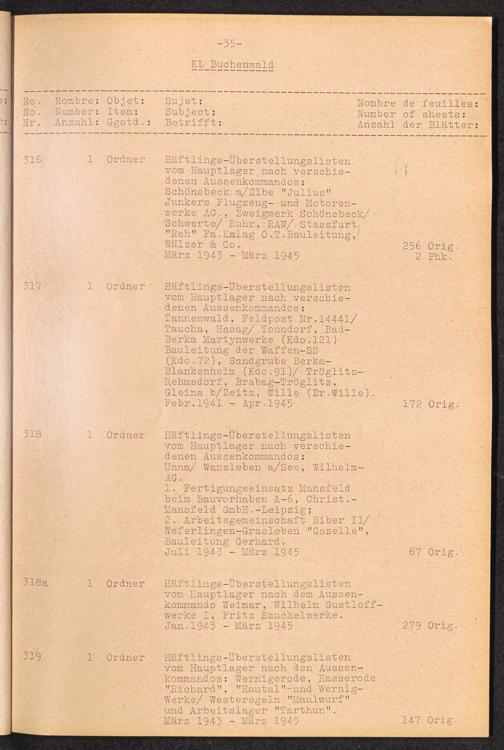 -35-
KL Buchenwald
No. Nombre: Objet: Sujet: Nombre de feuilles:
No. Number: Item: Subject: Number of sheets:
Nr. Anzahl: Ggstd.: Betrifft: Anzahl der Blätter:
316 1 Ordner Häftlings-Überstellungslisten
vom Hauptlager nach verschie-
denen Aussenkommandos:
Schönebeck a/Elbe "Julius"
Junkers Flugzeug- und Motoren-
werke AG., Zweigwerk Schönebeck/
Schwerte/ Ruhr, RAW/ Stassfurt
"Reh" Fa.Kalag O.T.Bauleitung,
Wälzer & Co. 256 Orig.
März 1943 - März 1945 2 Phk.
317 1 Ordner Häftlings-Überstellungslisten
vom Hauptlager nach verschie-
denen Aussenkommandos:
Tannenwald, Feldpost Nr.14441/
Taucha, Hasag/ Tonndorf, Bad-
Berka Martynwerke (Kdo.121)
Bauleitung der Waffen-SS
(Kdo.72), Sandgrube Berka-
Blankenheim (Kdo.91)/ Tröglitz-
Rehmsdorf, Brabag-Tröglitz,
Gleina b/Zeitz, Wille (Dr.Wille).
Febr.1941 - Apr.1945 172 Orig.
318 1 Ordner Häftlings-Überstellungslisten
vom Hauptlager nach verschie-
denen Aussenkommandos:
Unna/ Wansleben a/See, Wilhelm-
AG.
1. Fertigungseinsatz Mansfeld
beim Bauvorhaben A-6, Christ.-
Mansfeld GmbH.-Leipzig;
2. Arbeitsgemeinschaft Biber II/
Weferlingen-Grasleben "Gazelle",
Bauleitung Gerhard.
Juli 1943 - März 1945 67 Orig.
318a 1 Ordner Häftlings-Überstellungslisten
vom Hauptlager nach dem Aussen-
kommando Weimar, Wilhelm Gustloff-
werke I, Fritz Sauckelwerke.
Jan.1943 - März 1945 279 Orig.
319 1 Ordner Häftlings-Überstellungslisten
vom Hauptlager nach den Aussen-
kommandos: Wernigerode, Hasserode
"Richard", "Rautal"-und Wernig-
Werke/ Westeregeln "Maulwurf"
und Arbeitslager "Tarthun".
März 1943 - März 1945 147 Orig.